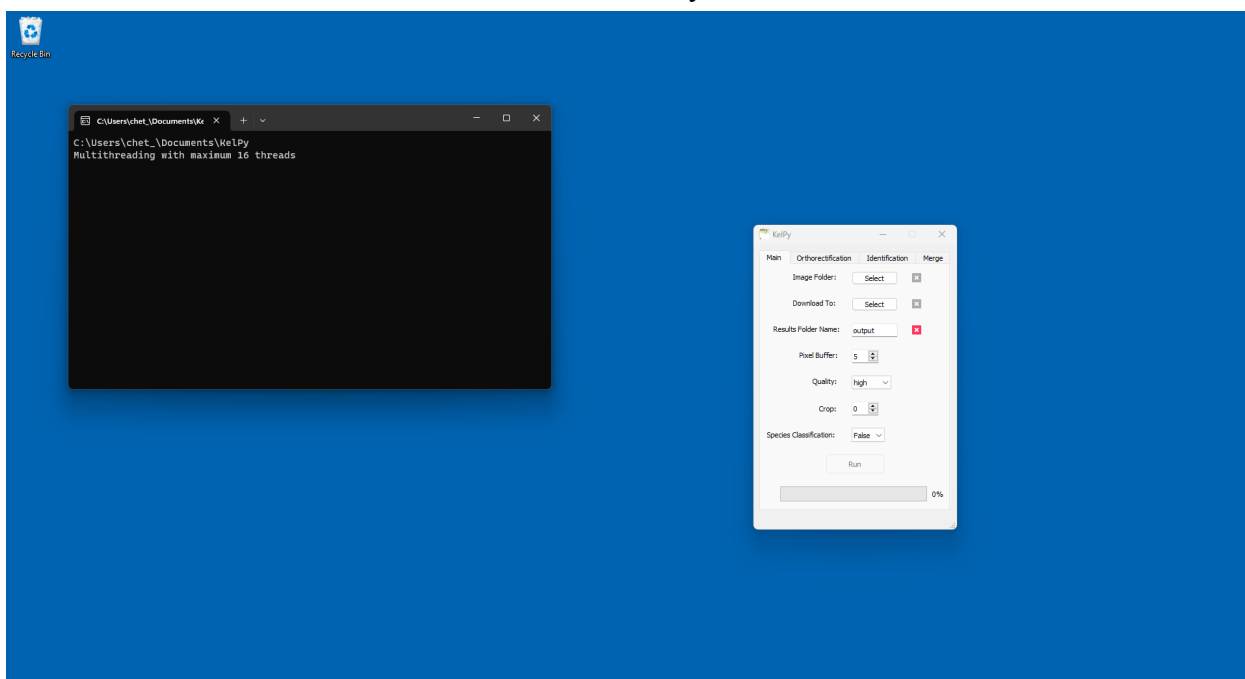 Recycle Bin
C:\Users\chet_\Documents\Ke
C:\Users\chet_\Documents\KelPy
Multithreading with maximum 16 threads
KelPy
Main Orthorectification Identification Merge
Image Folder: Select
Download To: Select
Results Folder Name: output
Pixel Buffer: 5
Quality: high
Crop: 0
Species Classification: False
Run
0%